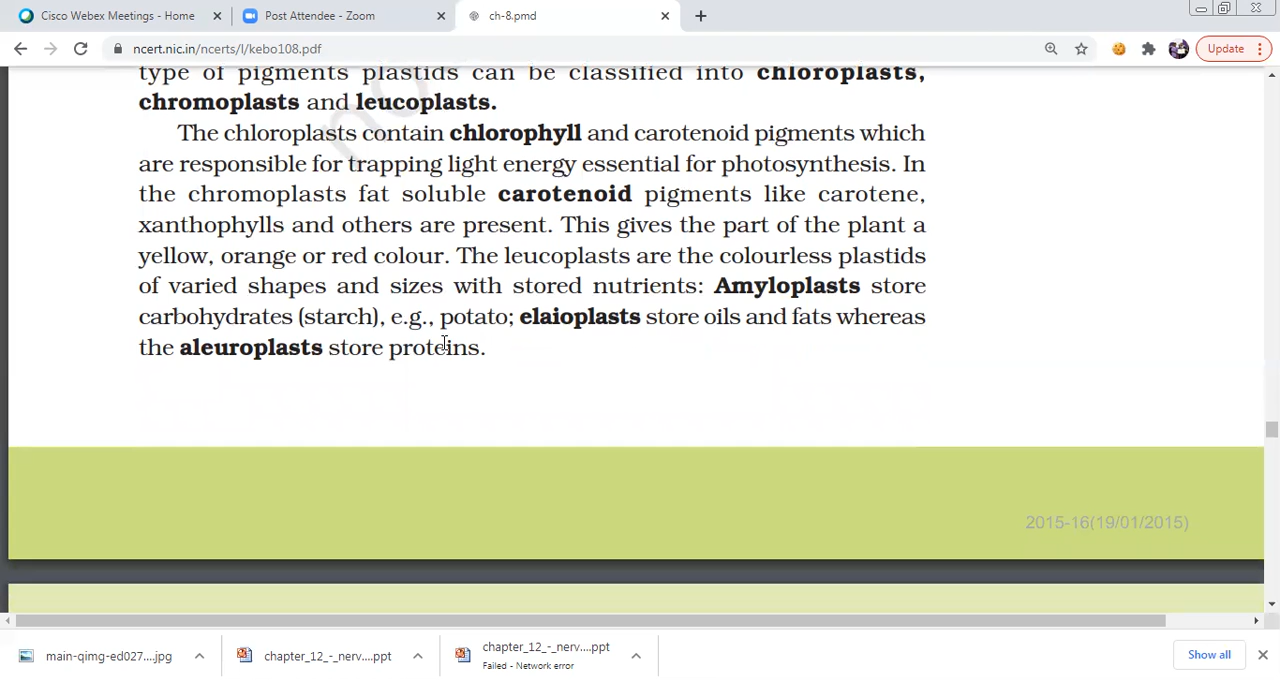 Cisco Webex Meetings - Home
Post Attendee - Zoom
ch-8.pmd
ncert.nic.in/ncerts/l/kebo108.pdf
Update
type of pigments plastids can be classified into chloroplasts,
chromoplasts and leucoplasts.
The chloroplasts contain chlorophyll and carotenoid pigments which
are responsible for trapping light energy essential for photosynthesis. In
the chromoplasts fat soluble carotenoid pigments like carotene,
xanthophylls and others are present. This gives the part of the plant a
yellow, orange or red colour. The leucoplasts are the colourless plastids
of varied shapes and sizes with stored nutrients: Amyloplasts store
carbohydrates (starch), e.g., potato; elaioplasts store oils and fats whereas
the aleuroplasts store proteins.
2015-16(19/01/2015)
main-qimg-ed027....jpg
chapter_12_-_nerv....ppt
chapter_12_-_nerv....ppt
Failed - Network error
Show all